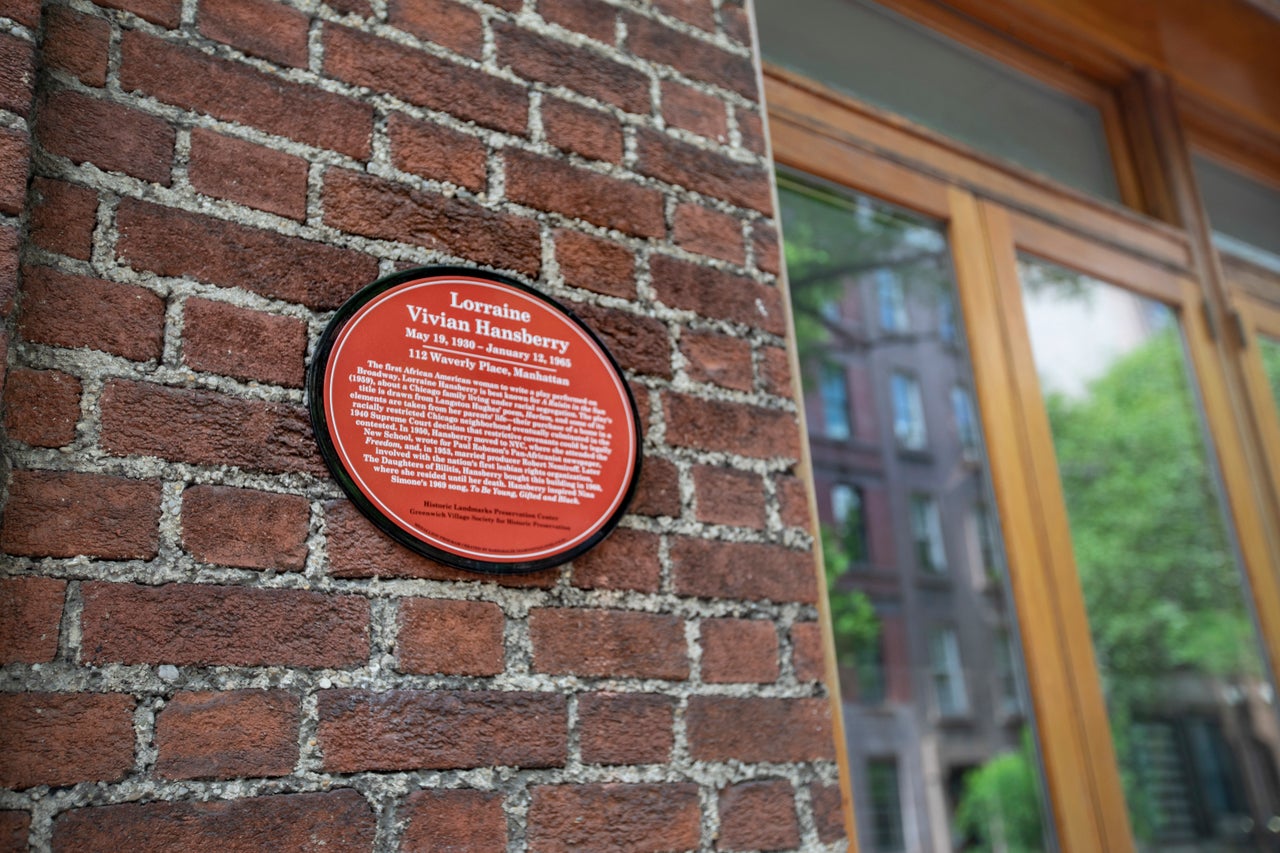 Lorraine
Vivian Hansberry
May 19, 1930 – January 12, 1965
112 Waverly Place, Manhattan
The first African American woman to write a play performed on
Broadway, Lorraine Hansberry is best known for A Raisin in the Sun
(1959), about a Chicago family living under racial segregation. The play's
title is drawn from Langston Hughes' poem, Harlem, and some of its
elements are taken from her parents' life—their purchase of a house in a
racially restricted Chicago neighborhood eventually culminated in the
1940 Supreme Court decision that restrictive covenants could be legally
contested. In 1950, Hansberry moved to NYC, where she attended the
New School, wrote for Paul Robeson's Pan-Africanist newspaper,
Freedom, and, in 1953, married producer Robert Nemiroff. Later
involved with the nation's first lesbian rights organization,
The Daughters of Bilitis, Hansberry bought this building in 1960,
where she resided until her death. Hansberry inspired Nina
Simone's 1969 song, To Be Young, Gifted and Black.
Historic Landmarks Preservation Center
Greenwich Village Society for Historic Preservation